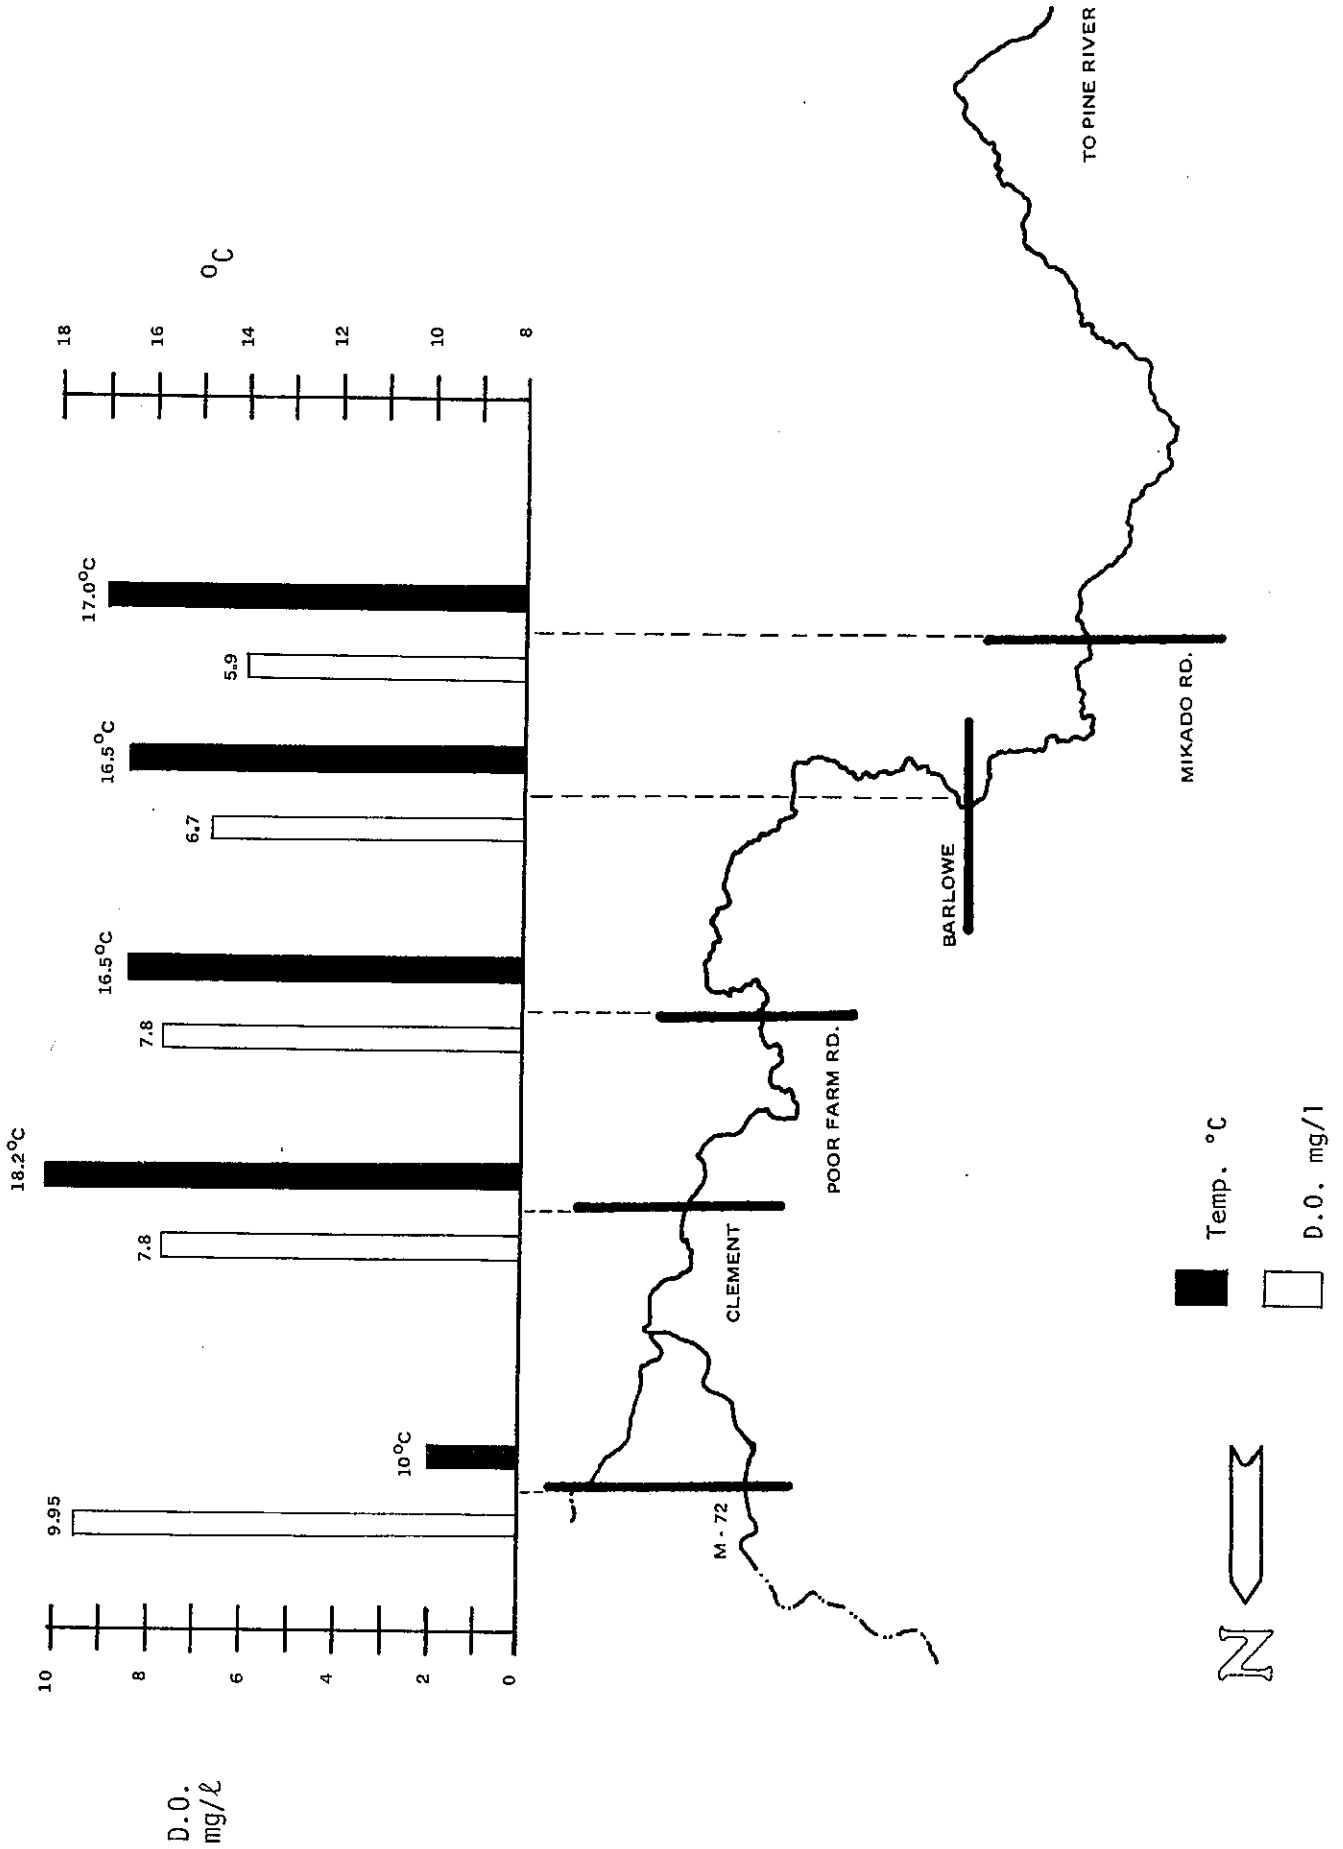 D.O.
mg/ℓ
10
8
6
4
2
0
9.95
10°C
7.8
18.2°C
7.8
16.5°C
6.7
16.5°C
5.9
17.0°C
18
16
14
12
10
8
°C
M - 72
CLEMENT
POOR FARM RD.
BARLOWE
MIKADO RD.
TO PINE RIVER
N
Temp. °C
D.O. mg/l